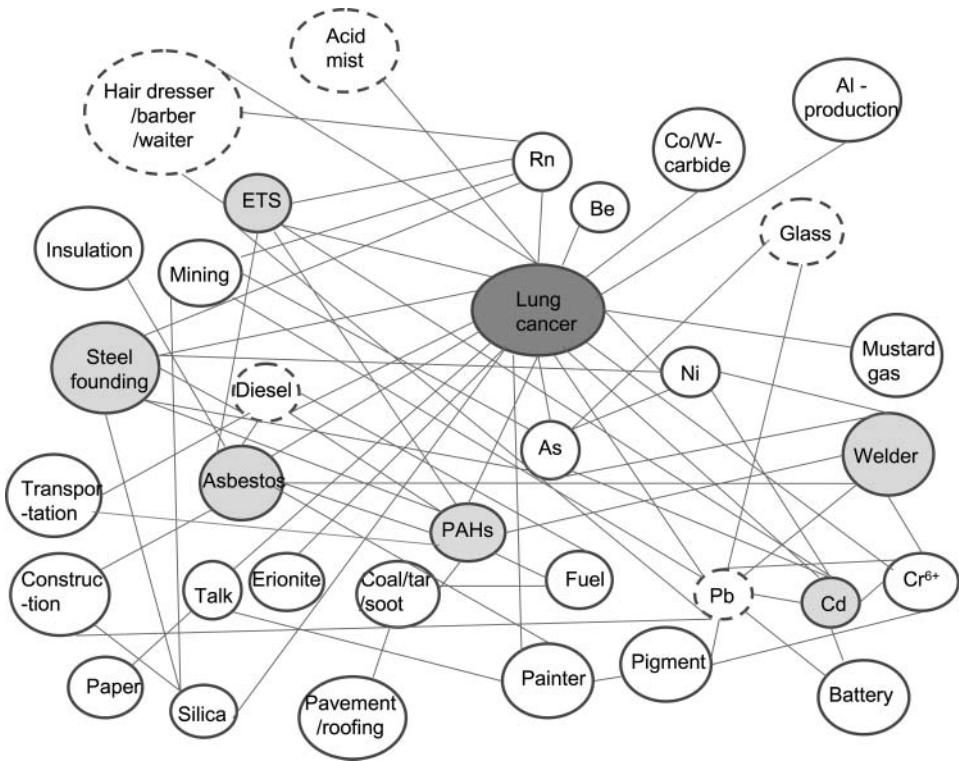 Acid
mist
Hair dresser
/barber
/waiter
Al -
production
Co/W-
carbide
Rn
ETS
Be
Glass
Insulation
Mining
Lung
cancer
Steel
founding
Mustard
gas
Diesel
Ni
As
Welder
Asbestos
Transpor
-tation
PAHs
Construc
-tion
Talk
Erionite
Coal/tar
/soot
Fuel
Pb
Cd
Cr6+
Paper
Silica
Pavement
/roofing
Painter
Pigment
Battery